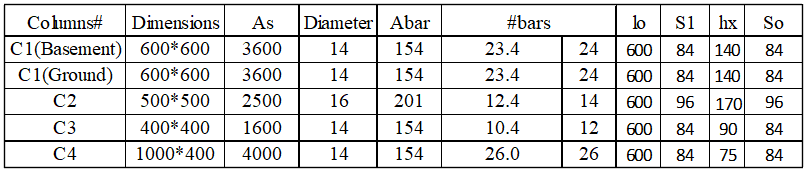 Columns# Dimensions As Diameter Abar #bars lo S1 hx So
C1(Basement) 600*600 3600 14 154 23.4 24 600 84 140 84
C1(Ground) 600*600 3600 14 154 23.4 24 600 84 140 84
C2 500*500 2500 16 201 12.4 14 600 96 170 96
C3 400*400 1600 14 154 10.4 12 600 84 90 84
C4 1000*400 4000 14 154 26.0 26 600 84 75 84